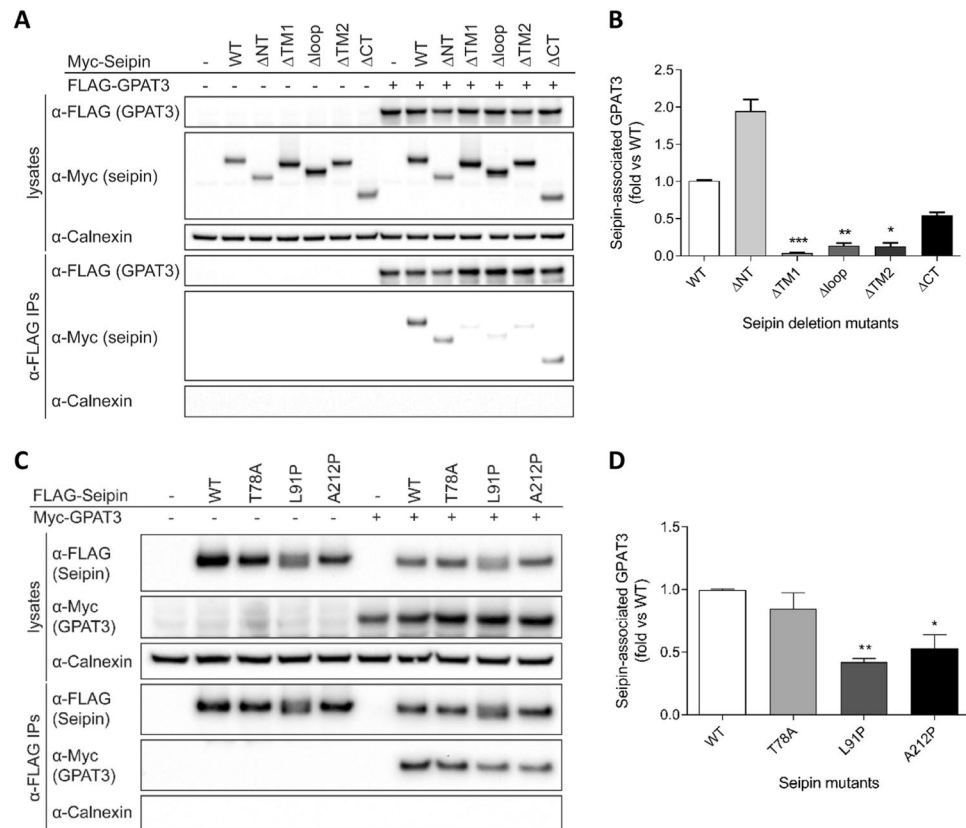 A
Myc-Seipin - WT ΔNT ΔTM1 Δloop ΔTM2 ΔCT - WT ΔNT ΔTM1 Δloop ΔTM2 ΔCT
FLAG-GPAT3 - - - - - - - + + + + + + +
lysates
α-FLAG (GPAT3)
α-Myc (seipin)
α-Calnexin
α-FLAG IPs
α-FLAG (GPAT3)
α-Myc (seipin)
α-Calnexin
B
Seipin-associated GPAT3
(fold vs WT)
2.5
2.0
1.5
1.0
0.5
0.0
*** ** *
WT ΔNT ΔTM1 Δloop ΔTM2 ΔCT
Seipin deletion mutants
C
FLAG-Seipin - WT T78A L91P A212P - WT T78A L91P A212P
Myc-GPAT3 - - - - - + + + + +
lysates
α-FLAG
(Seipin)
α-Myc
(GPAT3)
α-Calnexin
α-FLAG IPs
α-FLAG
(Seipin)
α-Myc
(GPAT3)
α-Calnexin
D
Seipin-associated GPAT3
(fold vs WT)
1.5
1.0
0.5
0.0
** *
WT T78A L91P A212P
Seipin mutants